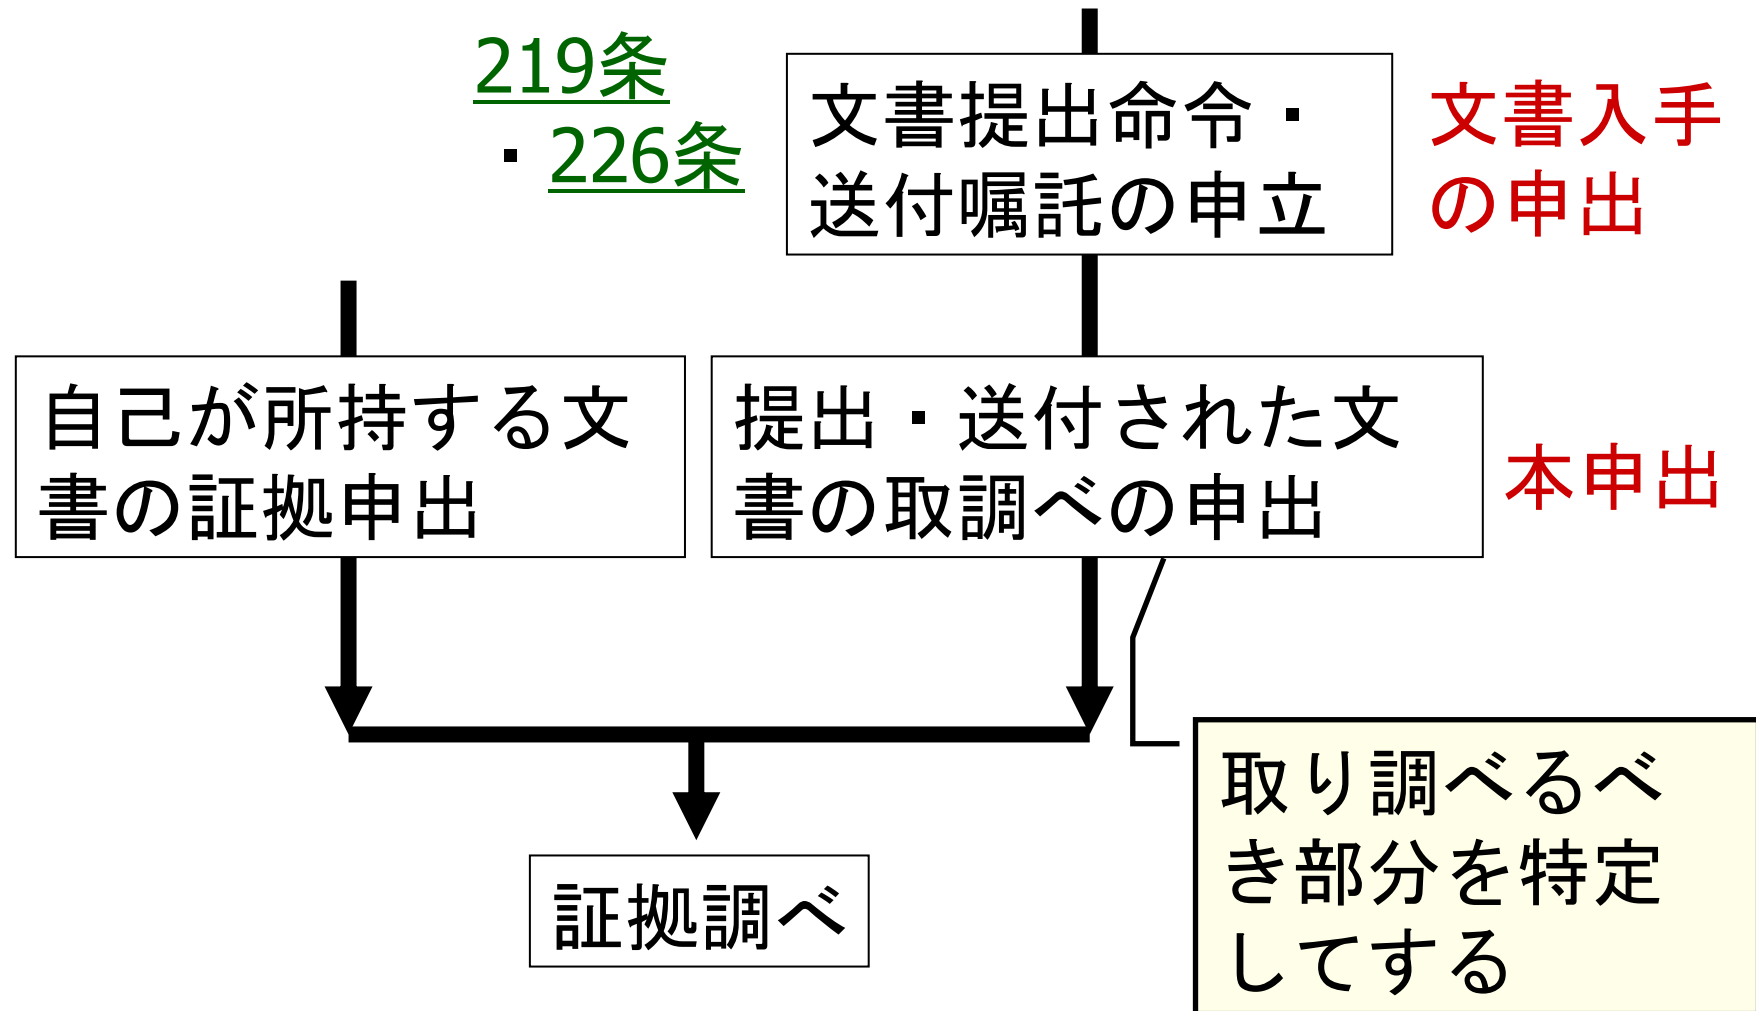 219条
・226条
文書提出命令・
送付嘱託の申立
文書入手
の申出
自己が所持する文
書の証拠申出
提出・送付された文
書の取調べの申出
本申出
取り調べるべ
き部分を特定
してする
証拠調べ